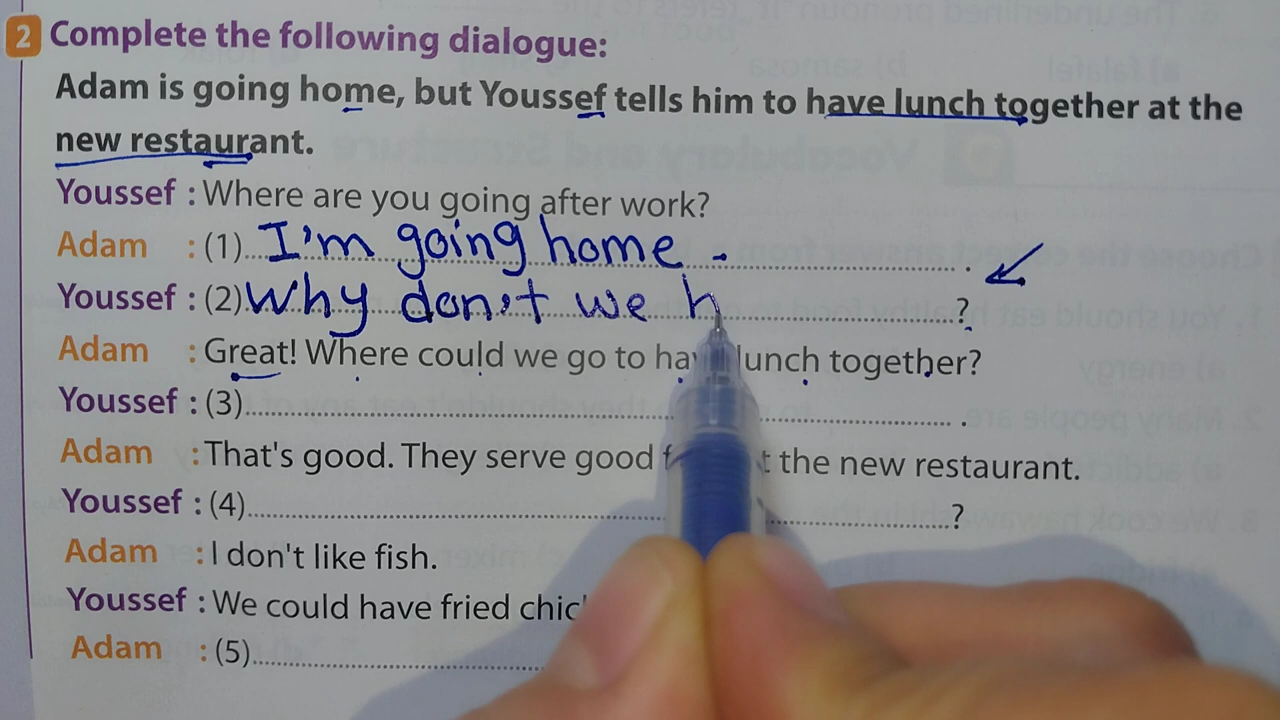 2 Complete the following dialogue:
Adam is going home, but Youssef tells him to have lunch together at the
new restaurant.
Youssef : Where are you going after work?
Adam : (1) I'm going home.
Youssef : (2) Why don't we h ?
Adam : Great! Where could we go to have lunch together?
Youssef : (3) .
Adam : That's good. They serve good the new restaurant.
Youssef : (4) ?
Adam : I don't like fish.
Youssef : We could have fried
Adam : (5)